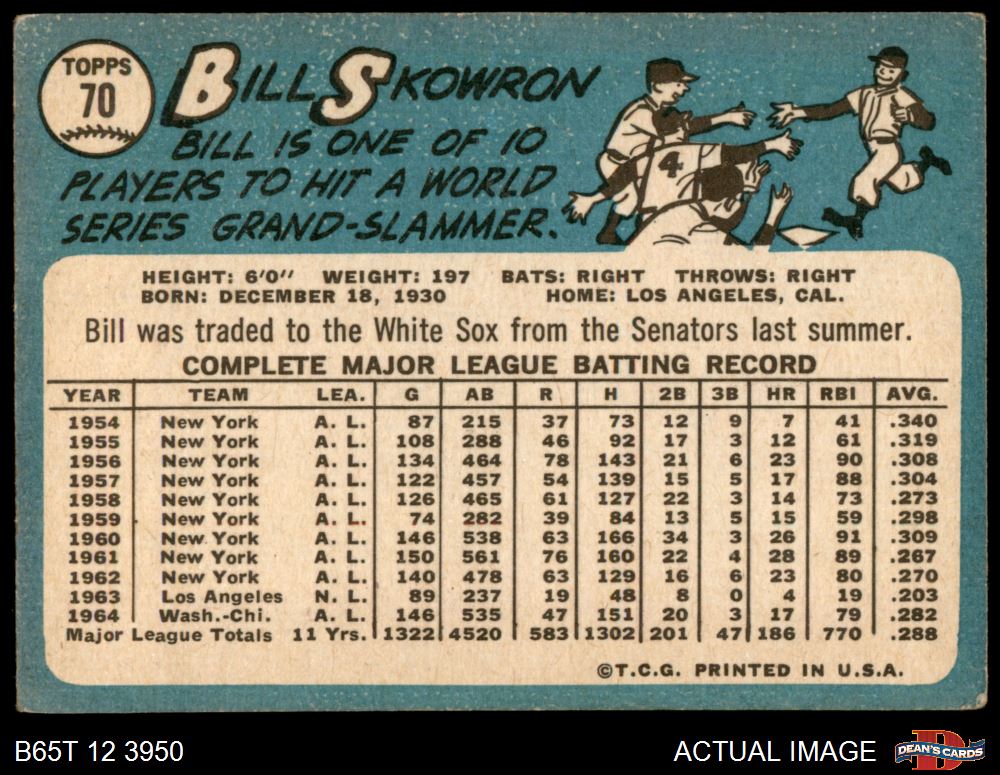 TOPPS
70
BILL SKOWRON
BILL IS ONE OF 10
PLAYERS TO HIT A WORLD
SERIES GRAND-SLAMMER.
4
HEIGHT: 6'0" WEIGHT: 197 BATS: RIGHT THROWS: RIGHT
BORN: DECEMBER 18, 1930 HOME: LOS ANGELES, CAL.
Bill was traded to the White Sox from the Senators last summer.
COMPLETE MAJOR LEAGUE BATTING RECORD
YEAR TEAM LEA. G AB R H 2B 3B HR RBI AVG.
1954 New York A. L. 87 215 37 73 12 9 7 41 .340
1955 New York A. L. 108 288 46 92 17 3 12 61 .319
1956 New York A. L. 134 464 78 143 21 6 23 90 .308
1957 New York A. L. 122 457 54 139 15 5 17 88 .304
1958 New York A. L. 126 465 61 127 22 3 14 73 .273
1959 New York A. L. 74 282 39 84 13 5 15 59 .298
1960 New York A. L. 146 538 63 166 34 3 26 91 .309
1961 New York A. L. 150 561 76 160 22 4 28 89 .267
1962 New York A. L. 140 478 63 129 16 6 23 80 .270
1963 Los Angeles N. L. 89 237 19 48 8 0 4 19 .203
1964 Wash.-Chi. A. L. 146 535 47 151 20 3 17 79 .282
Major League Totals 11 Yrs. 1322 4520 583 1302 201 47 186 770 .288
©T.C.G. PRINTED IN U.S.A.
B65T 12 3950
ACTUAL IMAGE
D
DEAN'S CARDS